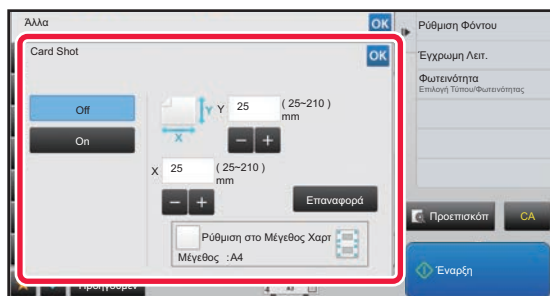 Άλλα
OK
Card Shot
OK
Off
On
Y
Y
25
( 25~210 )
mm
X
X
25
( 25~210 )
mm
Επαναφορά
Ρύθμιση στο Μέγεθος Χαρτ
Μέγεθος :A4
Ρύθμιση Φόντου
Έγχρωμη Λειτ.
Φωτεινότητα
Επιλογή Τύπου/Φωτεινότητας
Προεπισκόπ
CA
Έναρξη